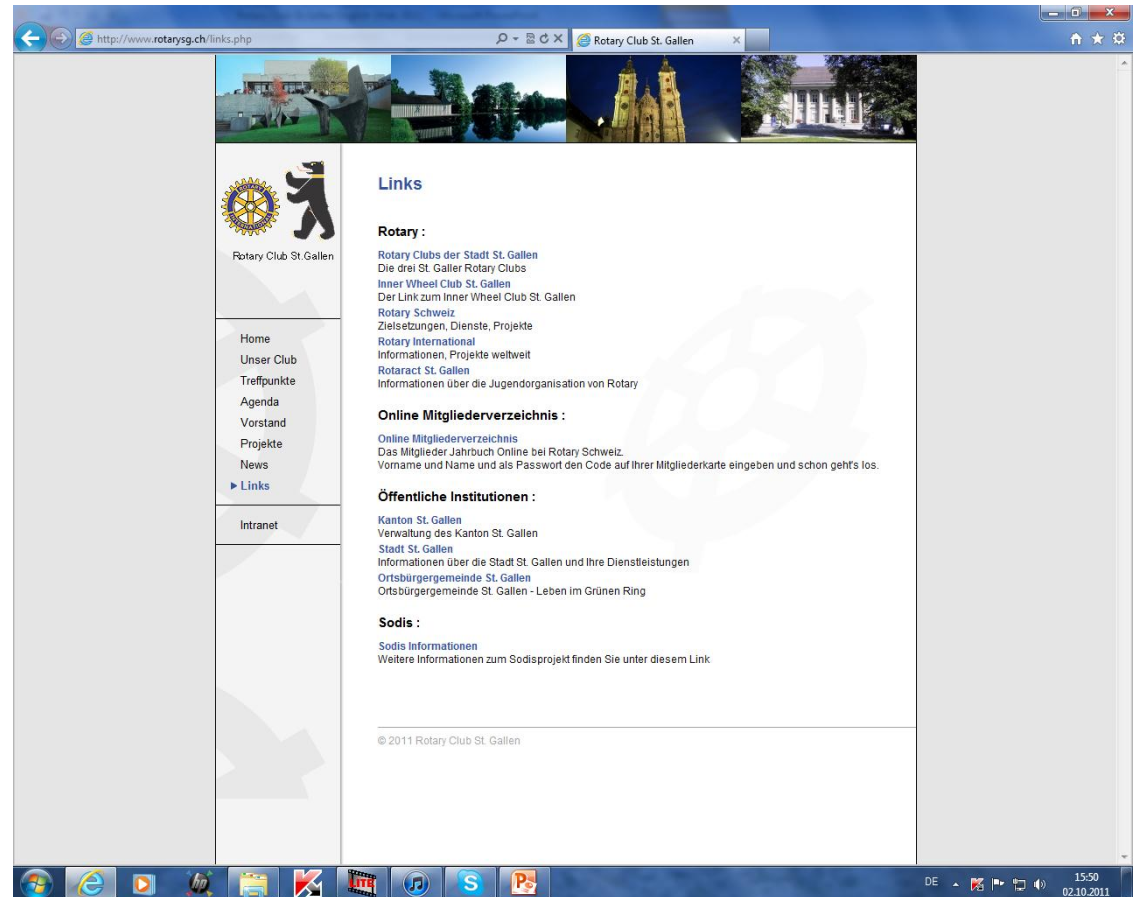 http://www.rotarysg.ch/links.php
Rotary Club St. Gallen
ROTARY
INTERNATIONAL
Rotary Club St.Gallen
Home
Unser Club
Treffpunkte
Agenda
Vorstand
Projekte
News
Links
Intranet
Links
Rotary :
Rotary Clubs der Stadt St. Gallen
Die drei St. Galler Rotary Clubs
Inner Wheel Club St. Gallen
Der Link zum Inner Wheel Club St. Gallen
Rotary Schweiz
Zielsetzungen, Dienste, Projekte
Rotary International
Informationen, Projekte weltweit
Rotaract St. Gallen
Informationen über die Jugendorganisation von Rotary
Online Mitgliederverzeichnis :
Online Mitgliederverzeichnis
Das Mitglieder Jahrbuch Online bei Rotary Schweiz.
Vorname und Name und als Passwort den Code auf Ihrer Mitgliederkarte eingeben und schon geht's los.
Öffentliche Institutionen :
Kanton St. Gallen
Verwaltung des Kanton St. Gallen
Stadt St. Gallen
Informationen über die Stadt St. Gallen und Ihre Dienstleistungen
Ortsbürgergemeinde St. Gallen
Ortsbürgergemeinde St. Gallen - Leben im Grünen Ring
Sodis :
Sodis Informationen
Weitere Informationen zum Sodisprojekt finden Sie unter diesem Link
© 2011 Rotary Club St. Gallen
hp
LITE
DE
15:50
02.10.2011